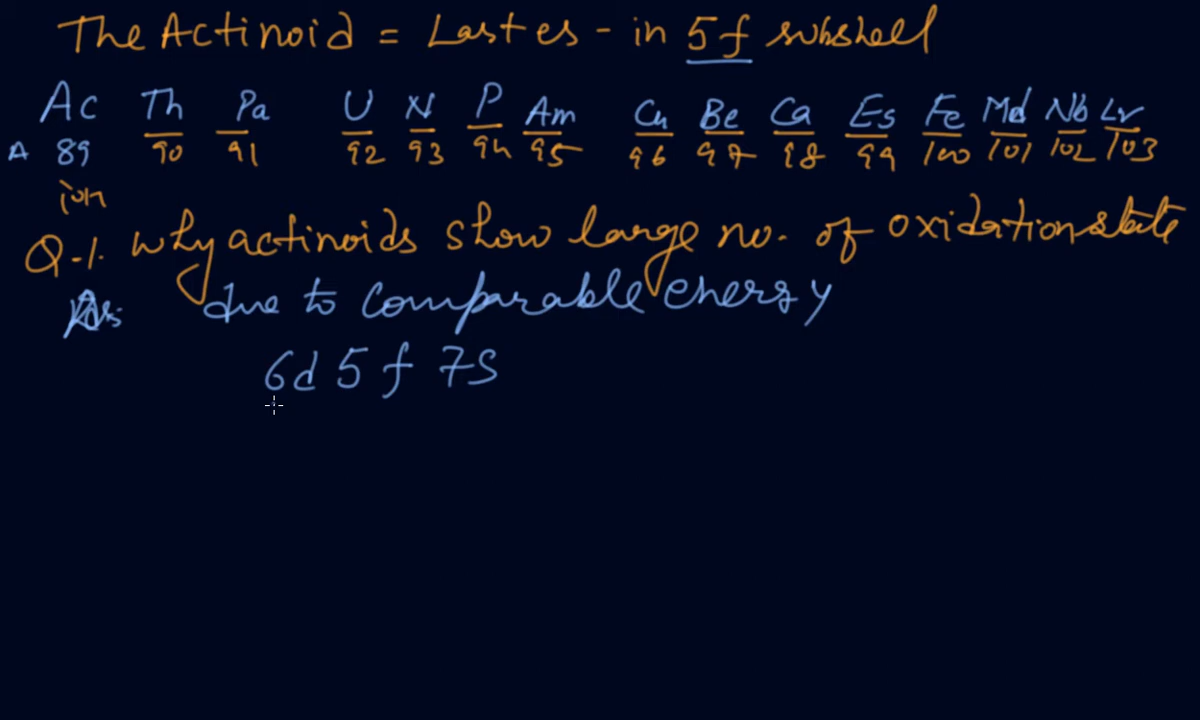 The Actinoid = Last es - in 5f subshell
Ac Th Pa U N P Am Cu Be Ca Es Fe Md Nb Lr
A 89 90 91 92 93 94 95 96 97 98 99 100 101 102 103
ion
Q-1. why actinoids show large no. of oxidation state
Ans due to comparable energy
6d 5f 7s